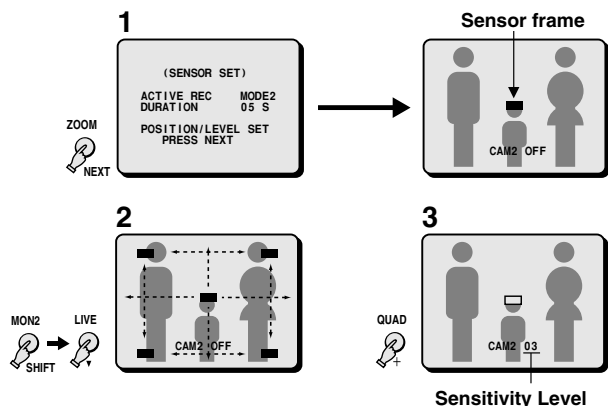 1
Sensor frame
(SENSOR SET)
ACTIVE REC MODE2
DURATION 05 S
POSITION/LEVEL SET
PRESS NEXT
ZOOM
NEXT
CAM2 OFF
2
MON2
SHIFT
LIVE
▼
CAM2 OFF
3
QUAD
+
CAM2 03
Sensitivity Level